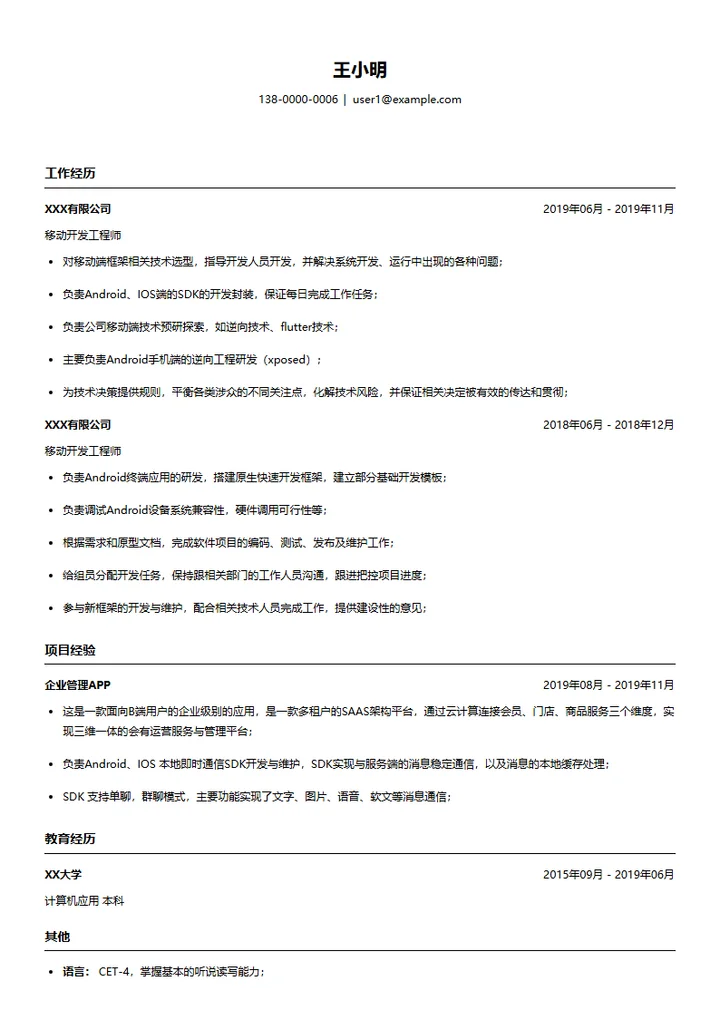 王小明
138-0000-0006 | user1@example.com
工作经历
XXX有限公司 2019年06月 - 2019年11月
移动开发工程师
• 对移动端框架相关技术选型，指导开发人员开发，并解决系统开发、运行中出现的各种问题；
• 负责Android、IOS端的SDK的开发封装，保证每日完成工作任务；
• 负责公司移动端技术预研探索，如逆向技术、flutter技术；
• 主要负责Android手机端的逆向工程研发（xposed）；
• 为技术决策提供规则，平衡各类涉众的不同关注点，化解技术风险，并保证相关决定被有效的传达和贯彻；
XXX有限公司 2018年06月 - 2018年12月
移动开发工程师
• 负责Android终端应用的研发，搭建原生快速开发框架，建立部分基础开发模板；
• 负责调试Android设备系统兼容性，硬件调用可行性等；
• 根据需求和原型文档，完成软件项目的编码、测试、发布及维护工作；
• 给组员分配开发任务，保持跟相关部门的工作人员沟通，跟进把控项目进度；
• 参与新框架的开发与维护，配合相关技术人员完成工作，提供建设性的意见；
项目经验
企业管理APP 2019年08月 - 2019年11月
• 这是一款面向B端用户的企业级别的应用，是一款多租户的SAAS架构平台，通过云计算连接会员、门店、商品服务三个维度，实
现三维一体的会有运营服务与管理平台；
• 负责Android、IOS 本地即时通信SDK开发与维护，SDK实现与服务端的消息稳定通信，以及消息的本地缓存处理；
• SDK 支持单聊，群聊模式，主要功能实现了文字、图片、语音、软文等消息通信；
教育经历
XX大学 2015年09月 - 2019年06月
计算机应用 本科
其他
• 语言： CET-4，掌握基本的听说读写能力；